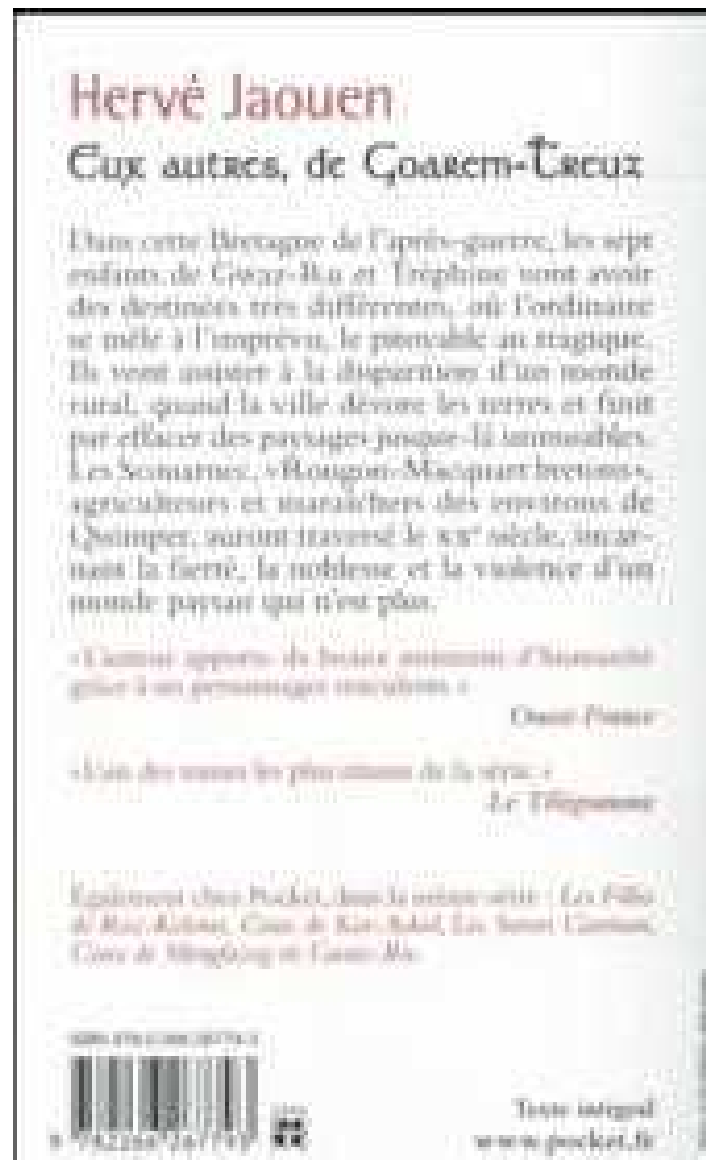 Hervé Jaouen
Eux autres, de Goarem-Treuz
Dans cette Bretagne de l'après-guerre, les sept
enfants de Gwaz-Ru et Tréphine vont avoir
des destinées très différentes, où l'ordinaire
se mêle à l'imprévu, le prévisible au tragique.
Ils vont assister à la disparition d'un monde
rural, quand la ville dévore les terres et finit
par effacer des paysages jusque-là immuables.
Les Scouarnec, «Rougon-Macquart bretons»,
agriculteurs et maraîchers des environs de
Quimper, auront traversé le XXe siècle, incar-
nant la fierté, la noblesse et la violence d'un
monde paysan qui n'est plus.
« L'auteur apporte de beaux moments d'humanité
grâce à ses personnages truculents. »
Ouest-France
« L'un des tomes les plus réussis de la série. »
Le Télégramme
Également chez Pocket, dans la même série : Les Filles
de Roz-Kelenn, Ceux de Ker-Askol, Les Sœurs Gwenan,
Ceux de Menglazeg et Gwaz-Ru.
Texte intégral
www.pocket.fr